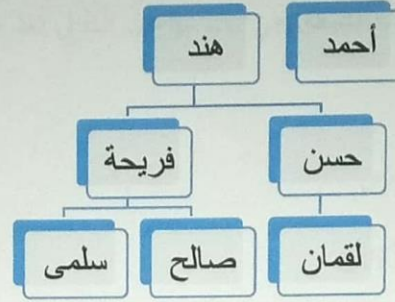 أحمد
هند
حسن
فريحة
لقمان
صالح
سلمى